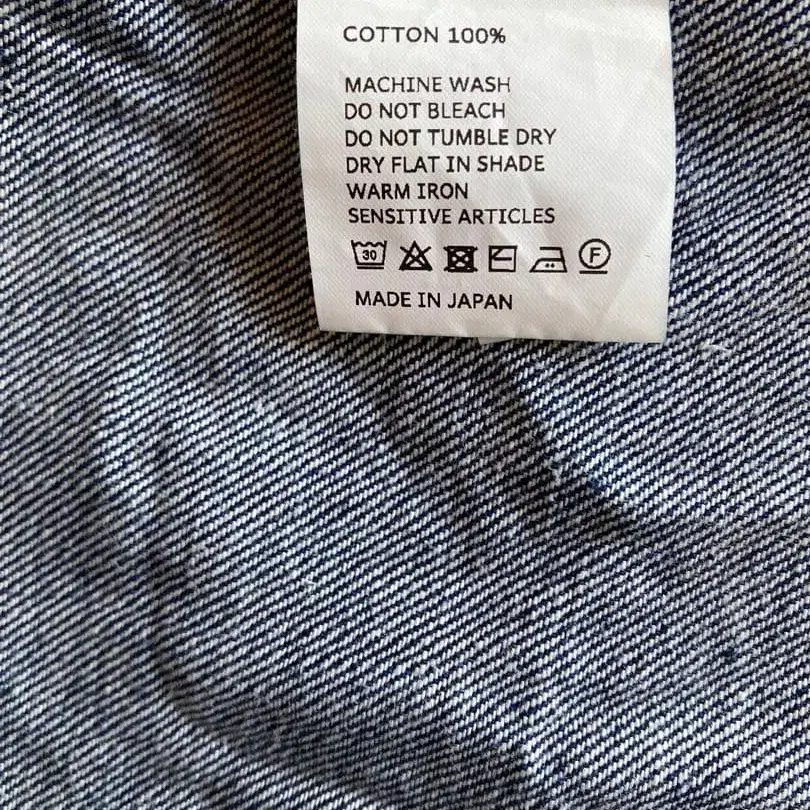 COTTON 100%
MACHINE WASH
DO NOT BLEACH
DO NOT TUMBLE DRY
DRY FLAT IN SHADE
WARM IRON
SENSITIVE ARTICLES
30 F
MADE IN JAPAN